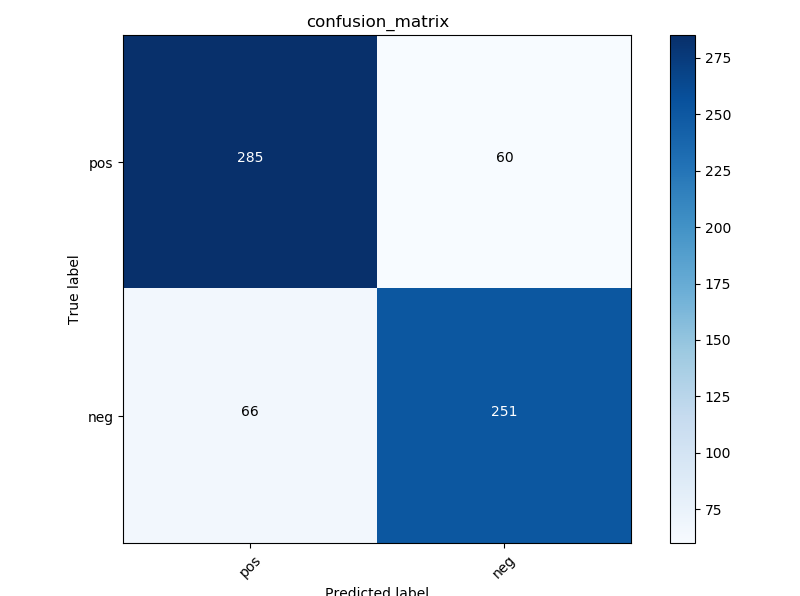 confusion_matrix
275
250
225
200
175
150
125
100
75
True label
pos
neg
285 60
66 251
pos neg
Predicted label